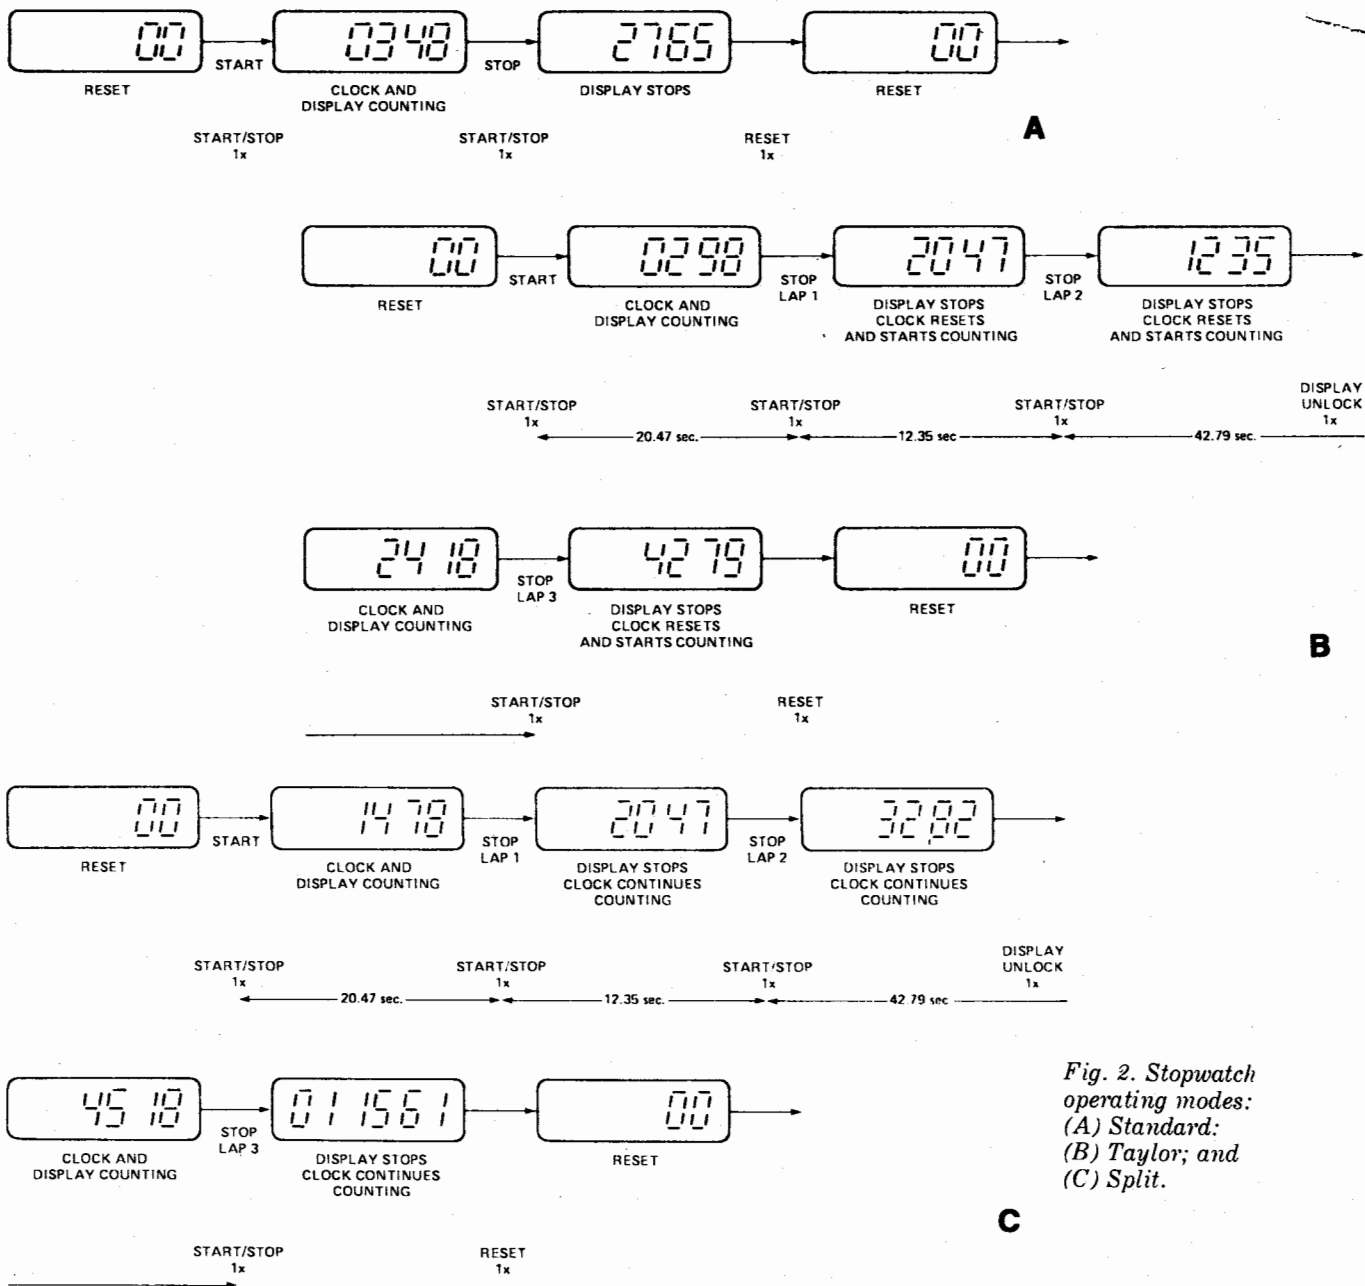 00 0348 2765 00
START STOP
RESET CLOCK AND DISPLAY STOPS RESET
DISPLAY COUNTING
A
START/STOP START/STOP RESET
1x 1x 1x
00 0298 2047 1235
START STOP STOP
LAP 1 LAP 2
RESET CLOCK AND DISPLAY STOPS DISPLAY STOPS
DISPLAY COUNTING CLOCK RESETS CLOCK RESETS
AND STARTS COUNTING AND STARTS COUNTING
DISPLAY
START/STOP START/STOP START/STOP UNLOCK
1x 1x 1x 1x
20.47 sec. 12.35 sec 42.79 sec.
2418 4279 00
STOP
LAP 3
CLOCK AND DISPLAY STOPS RESET
DISPLAY COUNTING CLOCK RESETS
AND STARTS COUNTING
B
START/STOP RESET
1x 1x
00 1478 2047 3282
START STOP STOP
LAP 1 LAP 2
RESET CLOCK AND DISPLAY STOPS DISPLAY STOPS
DISPLAY COUNTING CLOCK CONTINUES CLOCK CONTINUES
COUNTING COUNTING
DISPLAY
START/STOP START/STOP START/STOP UNLOCK
1x 1x 1x 1x
20.47 sec. 12.35 sec. 42.79 sec
4518 011561 00
STOP
LAP 3
CLOCK AND DISPLAY STOPS RESET
DISPLAY COUNTING CLOCK CONTINUES
COUNTING
Fig. 2. Stopwatch
operating modes:
(A) Standard:
(B) Taylor; and
(C) Split.
C
START/STOP RESET
1x 1x